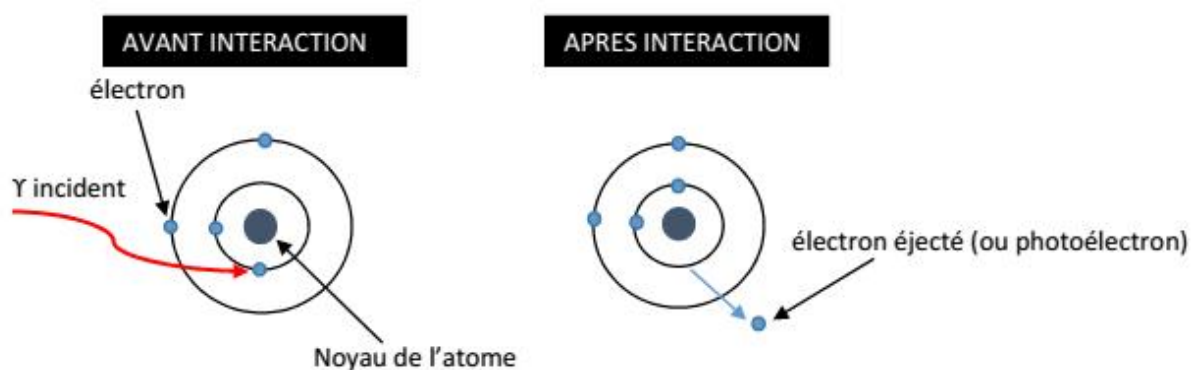 AVANT INTERACTION
APRES INTERACTION
électron
ϒ incident
électron éjecté (ou photoélectron)
Noyau de l’atome